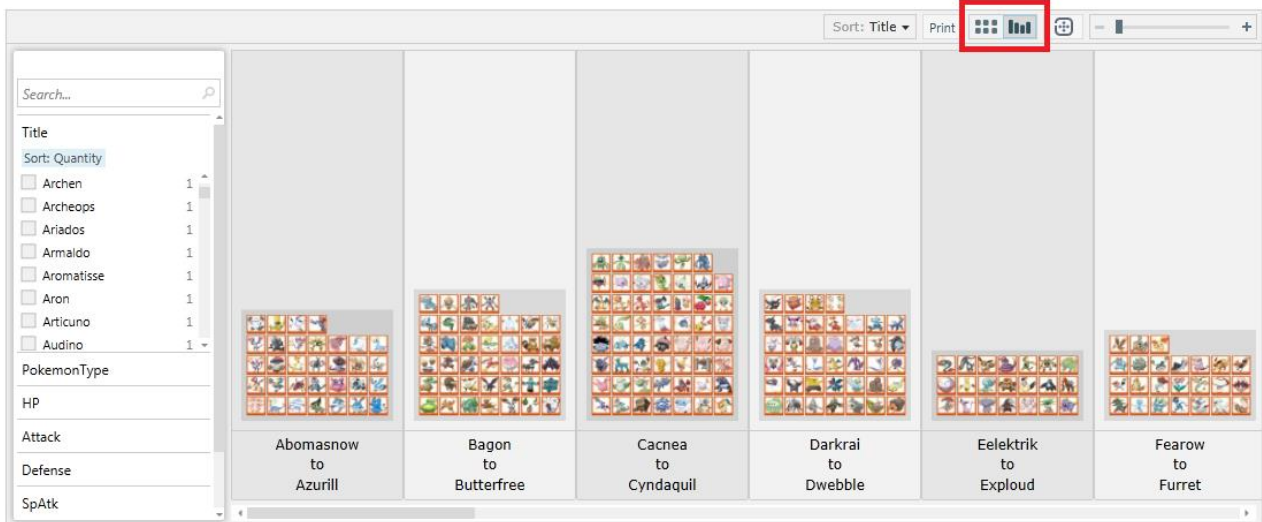 Sort: Title ▾ Print
Search...
Title
Sort: Quantity
Archen 1
Archeops 1
Ariados 1
Armaldo 1
Aromatisse 1
Aron 1
Articuno 1
Audino 1
PokemonType
HP
Attack
Defense
SpAtk
Abomasnow
to
Azurill
Bagon
to
Butterfree
Cacnea
to
Cyndaquil
Darkrai
to
Dwebble
Eelektrik
to
Exploud
Fearow
to
Furret